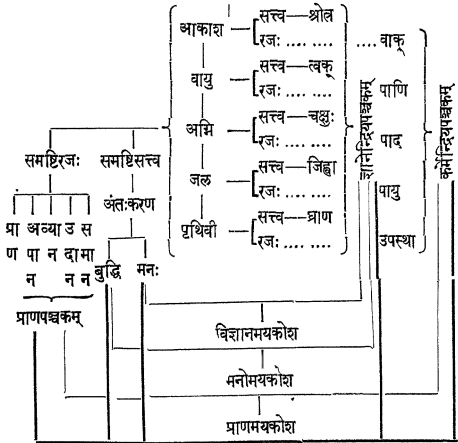 आकाश
सत्त्व—श्रोत्र
रजः .... ....
....वाक्
वायु
सत्त्व—त्वक्
रजः .... ....
पाणि
अग्नि
सत्त्व—चक्षुः
रजः .... ....
पाद
जल
सत्त्व—जिह्वा
रजः.... ....
पायु
पृथिवी
सत्त्व—घ्राण
रजः.... ....
उपस्था
ज्ञानेन्द्रियपञ्चकम्
कर्मेन्द्रियपञ्चकम्
समष्टिरजः
समष्टिसत्त्व
अंतःकरण
प्राण
अपान
व्यान
उदान
समान
बुद्धि
मनः
प्राणपञ्चकम्
विज्ञानमयकोश
मनोमयकोश
प्राणमयकोश